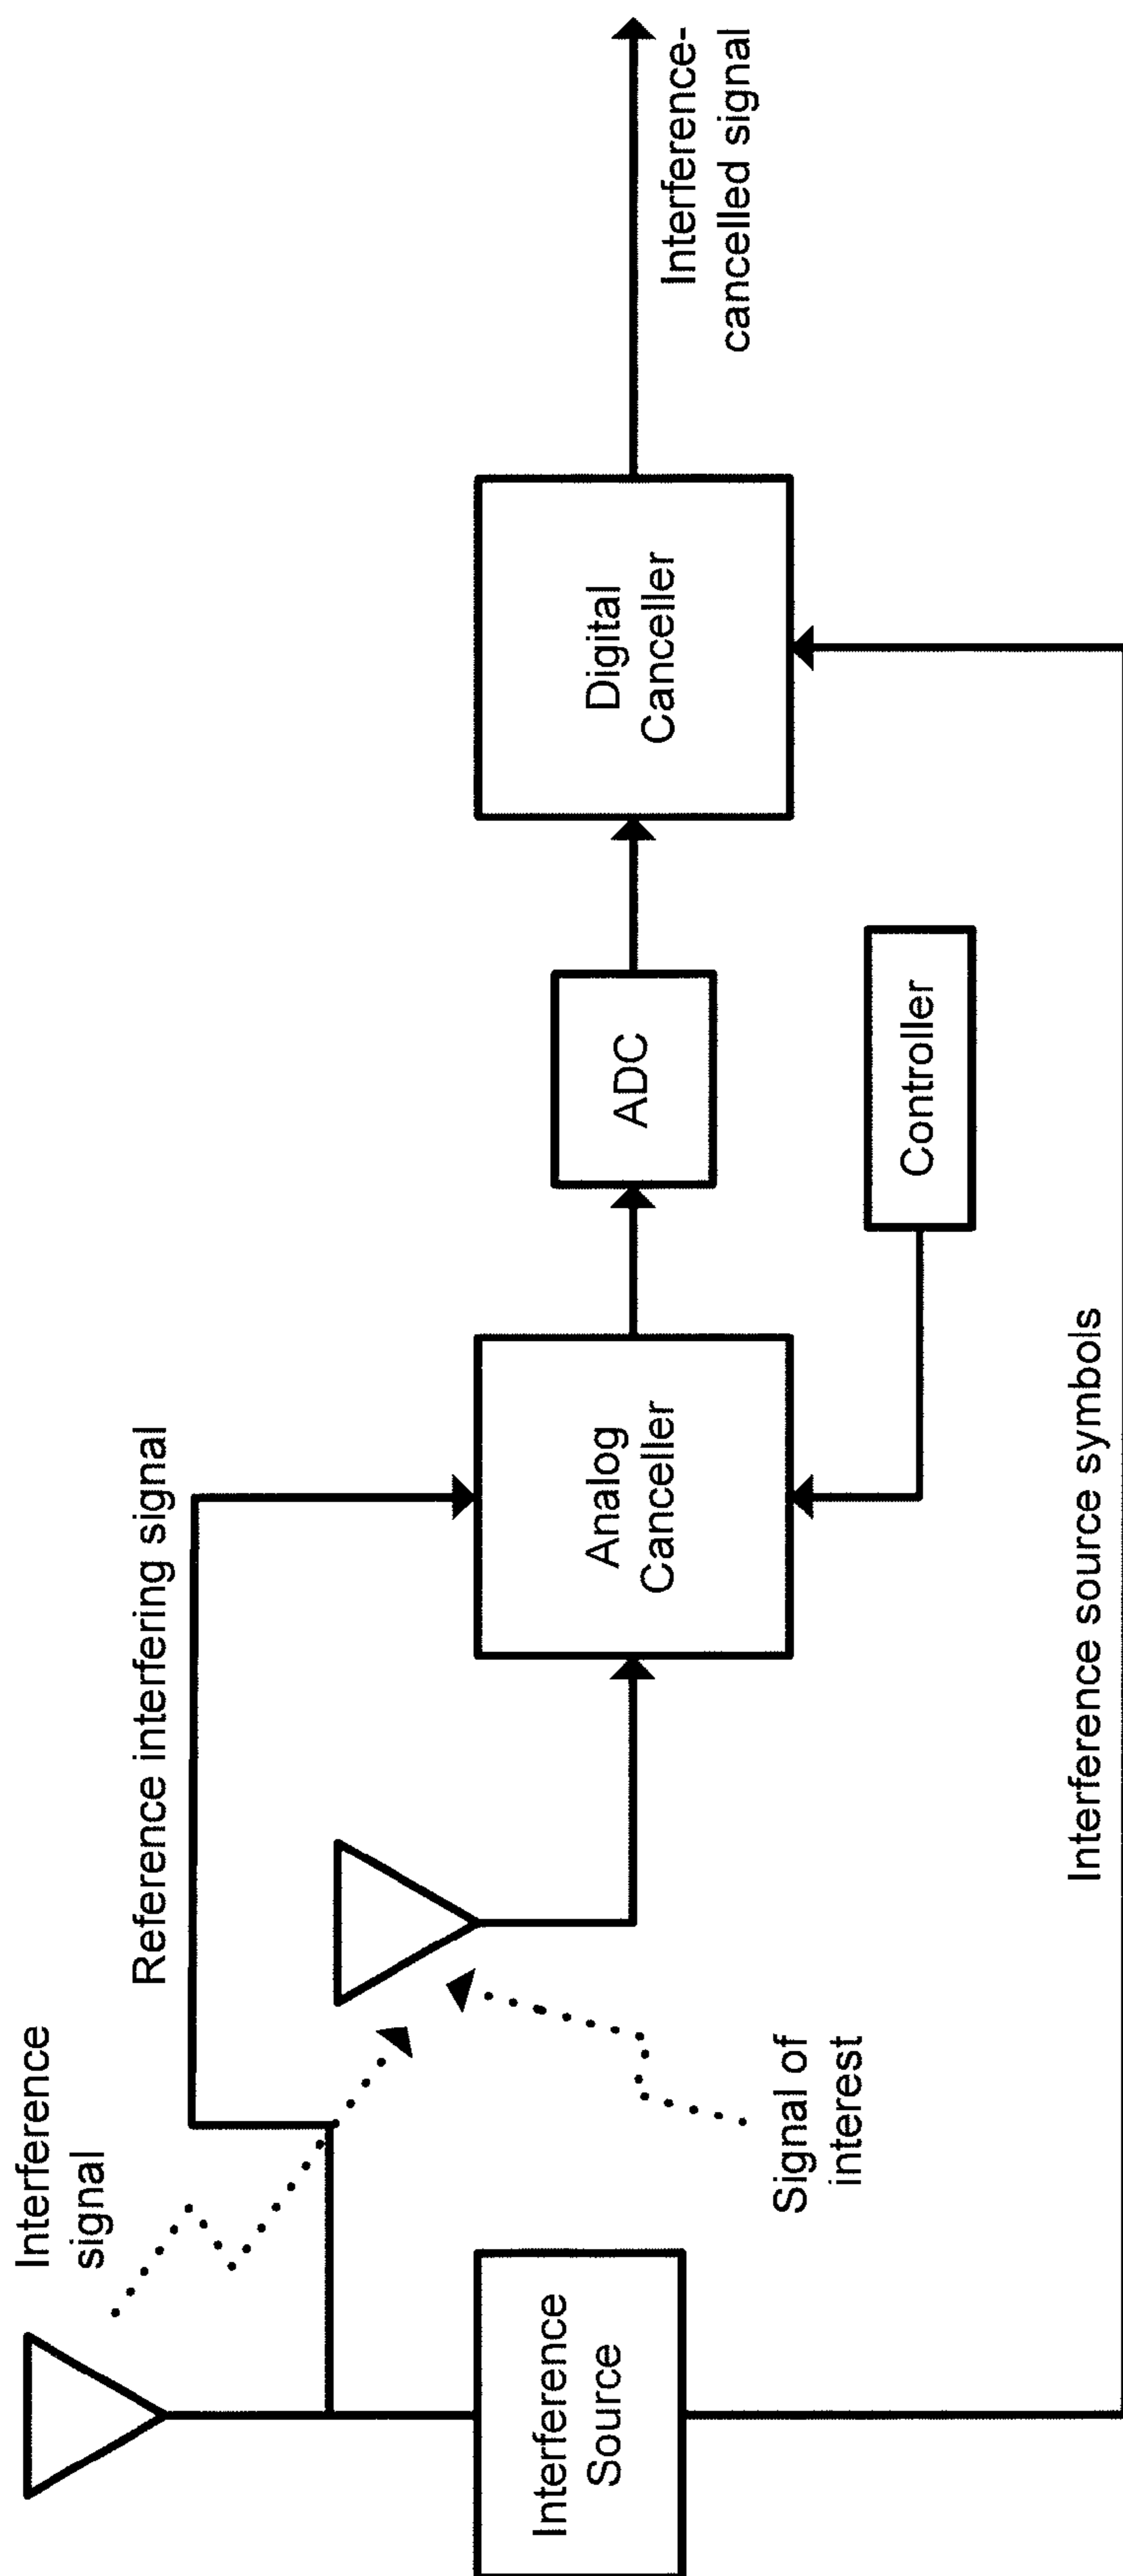 Interference
signal
Reference interfering signal
Interference
Source
Signal of
interest
Analog
Canceller
ADC
Controller
Digital
Canceller
Interference-
cancelled signal
Interference source symbols